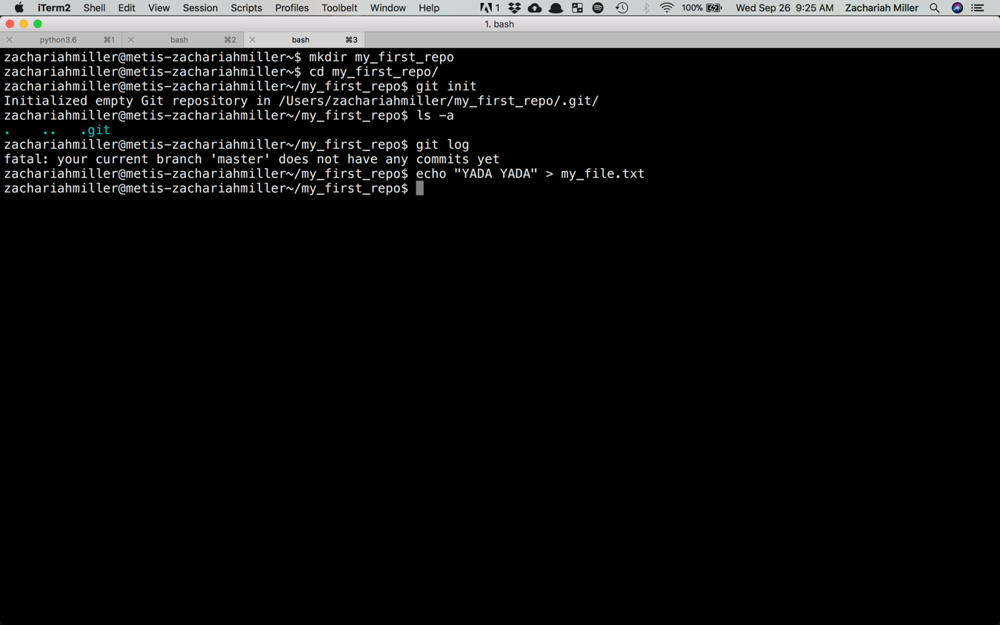 iTerm2 Shell Edit View Session Scripts Profiles Toolbelt Window Help 1 100% Wed Sep 26 9:25 AM Zachariah Miller
1. bash
python3.6 ⌘1 bash ⌘2 bash ⌘3
zachariahmiller@metis-zachariahmiller~$ mkdir my_first_repo
zachariahmiller@metis-zachariahmiller~$ cd my_first_repo/
zachariahmiller@metis-zachariahmiller~/my_first_repo$ git init
Initialized empty Git repository in /Users/zachariahmiller/my_first_repo/.git/
zachariahmiller@metis-zachariahmiller~/my_first_repo$ ls -a
. .. .git
zachariahmiller@metis-zachariahmiller~/my_first_repo$ git log
fatal: your current branch 'master' does not have any commits yet
zachariahmiller@metis-zachariahmiller~/my_first_repo$ echo "YADA YADA" > my_file.txt
zachariahmiller@metis-zachariahmiller~/my_first_repo$